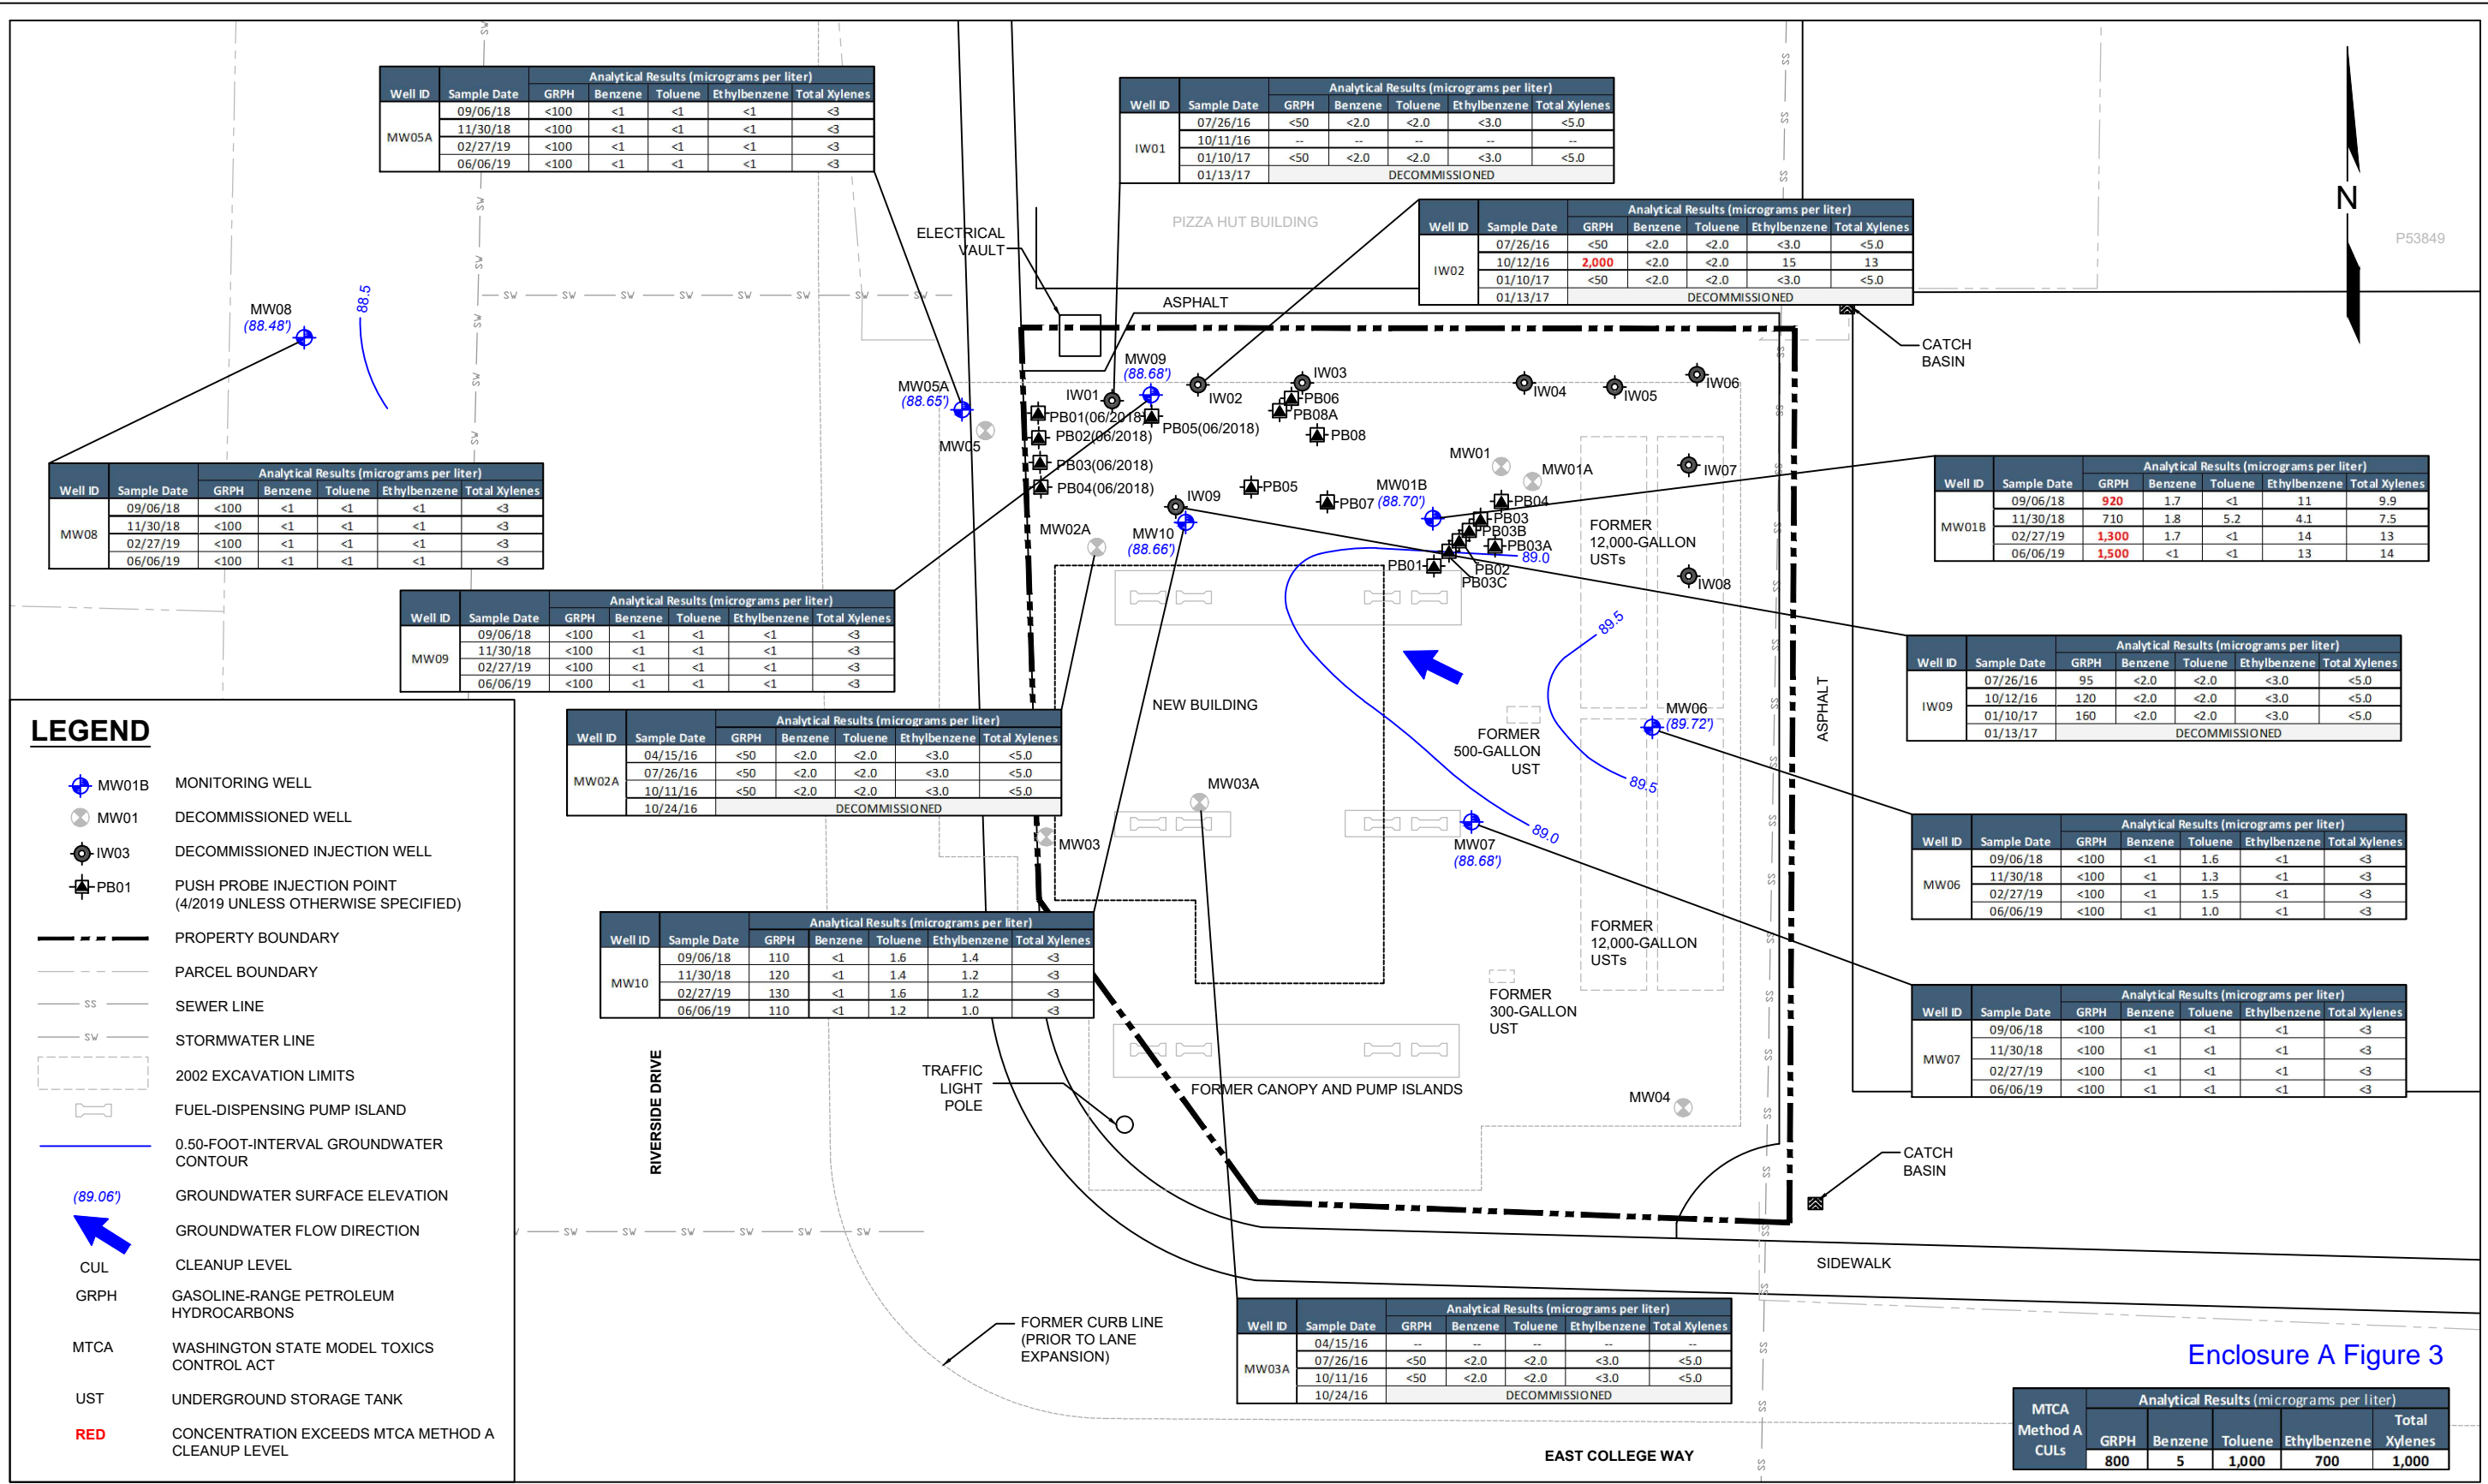 Analytical Results (micrograms per liter)
Well ID Sample Date GRPH Benzene Toluene Ethylbenzene Total Xylenes
MW05A
09/06/18 <100 <1 <1 <1 <3
11/30/18 <100 <1 <1 <1 <3
02/27/19 <100 <1 <1 <1 <3
06/06/19 <100 <1 <1 <1 <3
Analytical Results (micrograms per liter)
Well ID Sample Date GRPH Benzene Toluene Ethylbenzene Total Xylenes
IW01
07/26/16 <50 <2.0 <2.0 <3.0 <5.0
10/11/16 -- -- -- -- --
01/10/17 <50 <2.0 <2.0 <3.0 <5.0
01/13/17 DECOMMISSIONED
Analytical Results (micrograms per liter)
Well ID Sample Date GRPH Benzene Toluene Ethylbenzene Total Xylenes
IW02
07/26/16 <50 <2.0 <2.0 <3.0 <5.0
10/12/16 2,000 <2.0 <2.0 15 13
01/10/17 <50 <2.0 <2.0 <3.0 <5.0
01/13/17 DECOMMISSIONED
PIZZA HUT BUILDING
ELECTRICAL
VAULT
ASPHALT
N
P53849
CATCH
BASIN
MW08
(88.48')
88.5
SW SW SW SW SW SW SW SW
MW05A
(88.65')
MW05
MW09
(88.68')
IW01
IW02
IW03
PB06
PB08A
PB08
IW04
IW05
IW06
PB01(06/2018)
PB02(06/2018)
PB03(06/2018)
PB04(06/2018)
PB05(06/2018)
MW01
MW01A
IW07
IW09
PB05
PB07
MW01B
(88.70')
PB04
PB03
PB03B
PB03A
PB02
PB03C
PB01
89.0
MW02A
MW10
(88.66')
FORMER
12,000-GALLON
USTs
IW08
Analytical Results (micrograms per liter)
Well ID Sample Date GRPH Benzene Toluene Ethylbenzene Total Xylenes
MW08
09/06/18 <100 <1 <1 <1 <3
11/30/18 <100 <1 <1 <1 <3
02/27/19 <100 <1 <1 <1 <3
06/06/19 <100 <1 <1 <1 <3
Analytical Results (micrograms per liter)
Well ID Sample Date GRPH Benzene Toluene Ethylbenzene Total Xylenes
MW01B
09/06/18 920 1.7 <1 11 9.9
11/30/18 710 1.8 5.2 4.1 7.5
02/27/19 1,300 1.7 <1 14 13
06/06/19 1,500 <1 <1 13 14
Analytical Results (micrograms per liter)
Well ID Sample Date GRPH Benzene Toluene Ethylbenzene Total Xylenes
MW09
09/06/18 <100 <1 <1 <1 <3
11/30/18 <100 <1 <1 <1 <3
02/27/19 <100 <1 <1 <1 <3
06/06/19 <100 <1 <1 <1 <3
Analytical Results (micrograms per liter)
Well ID Sample Date GRPH Benzene Toluene Ethylbenzene Total Xylenes
IW09
07/26/16 95 <2.0 <2.0 <3.0 <5.0
10/12/16 120 <2.0 <2.0 <3.0 <5.0
01/10/17 160 <2.0 <2.0 <3.0 <5.0
01/13/17 DECOMMISSIONED
89.5
NEW BUILDING
ASPHALT
MW06
(89.72')
FORMER
500-GALLON
UST
89.5
MW03A
MW03
89.0
MW07
(88.68')
Analytical Results (micrograms per liter)
Well ID Sample Date GRPH Benzene Toluene Ethylbenzene Total Xylenes
MW02A
04/15/16 <50 <2.0 <2.0 <3.0 <5.0
07/26/16 <50 <2.0 <2.0 <3.0 <5.0
10/11/16 <50 <2.0 <2.0 <3.0 <5.0
10/24/16 DECOMMISSIONED
Analytical Results (micrograms per liter)
Well ID Sample Date GRPH Benzene Toluene Ethylbenzene Total Xylenes
MW06
09/06/18 <100 <1 1.6 <1 <3
11/30/18 <100 <1 1.3 <1 <3
02/27/19 <100 <1 1.5 <1 <3
06/06/19 <100 <1 1.0 <1 <3
Analytical Results (micrograms per liter)
Well ID Sample Date GRPH Benzene Toluene Ethylbenzene Total Xylenes
MW10
09/06/18 110 <1 1.6 1.4 <3
11/30/18 120 <1 1.4 1.2 <3
02/27/19 130 <1 1.6 1.2 <3
06/06/19 110 <1 1.2 1.0 <3
FORMER
12,000-GALLON
USTs
FORMER
300-GALLON
UST
Analytical Results (micrograms per liter)
Well ID Sample Date GRPH Benzene Toluene Ethylbenzene Total Xylenes
MW07
09/06/18 <100 <1 <1 <1 <3
11/30/18 <100 <1 <1 <1 <3
02/27/19 <100 <1 <1 <1 <3
06/06/19 <100 <1 <1 <1 <3
RIVERSIDE DRIVE
TRAFFIC
LIGHT
POLE
FORMER CANOPY AND PUMP ISLANDS
MW04
CATCH
BASIN
SIDEWALK
SW SW SW SW SW SW
FORMER CURB LINE
(PRIOR TO LANE
EXPANSION)
Analytical Results (micrograms per liter)
Well ID Sample Date GRPH Benzene Toluene Ethylbenzene Total Xylenes
MW03A
04/15/16 -- -- -- -- --
07/26/16 <50 <2.0 <2.0 <3.0 <5.0
10/11/16 <50 <2.0 <2.0 <3.0 <5.0
10/24/16 DECOMMISSIONED
EAST COLLEGE WAY
Enclosure A Figure 3
MTCA
Method A
CULs
Analytical Results (micrograms per liter)
GRPH Benzene Toluene Ethylbenzene Total Xylenes
800 5 1,000 700 1,000
LEGEND
MW01B MONITORING WELL
MW01 DECOMMISSIONED WELL
IW03 DECOMMISSIONED INJECTION WELL
PB01 PUSH PROBE INJECTION POINT
(4/2019 UNLESS OTHERWISE SPECIFIED)
PROPERTY BOUNDARY
PARCEL BOUNDARY
SS SEWER LINE
SW STORMWATER LINE
2002 EXCAVATION LIMITS
FUEL-DISPENSING PUMP ISLAND
0.50-FOOT-INTERVAL GROUNDWATER
CONTOUR
(89.06') GROUNDWATER SURFACE ELEVATION
GROUNDWATER FLOW DIRECTION
CUL CLEANUP LEVEL
GRPH GASOLINE-RANGE PETROLEUM
HYDROCARBONS
MTCA WASHINGTON STATE MODEL TOXICS
CONTROL ACT
UST UNDERGROUND STORAGE TANK
RED CONCENTRATION EXCEEDS MTCA METHOD A
CLEANUP LEVEL